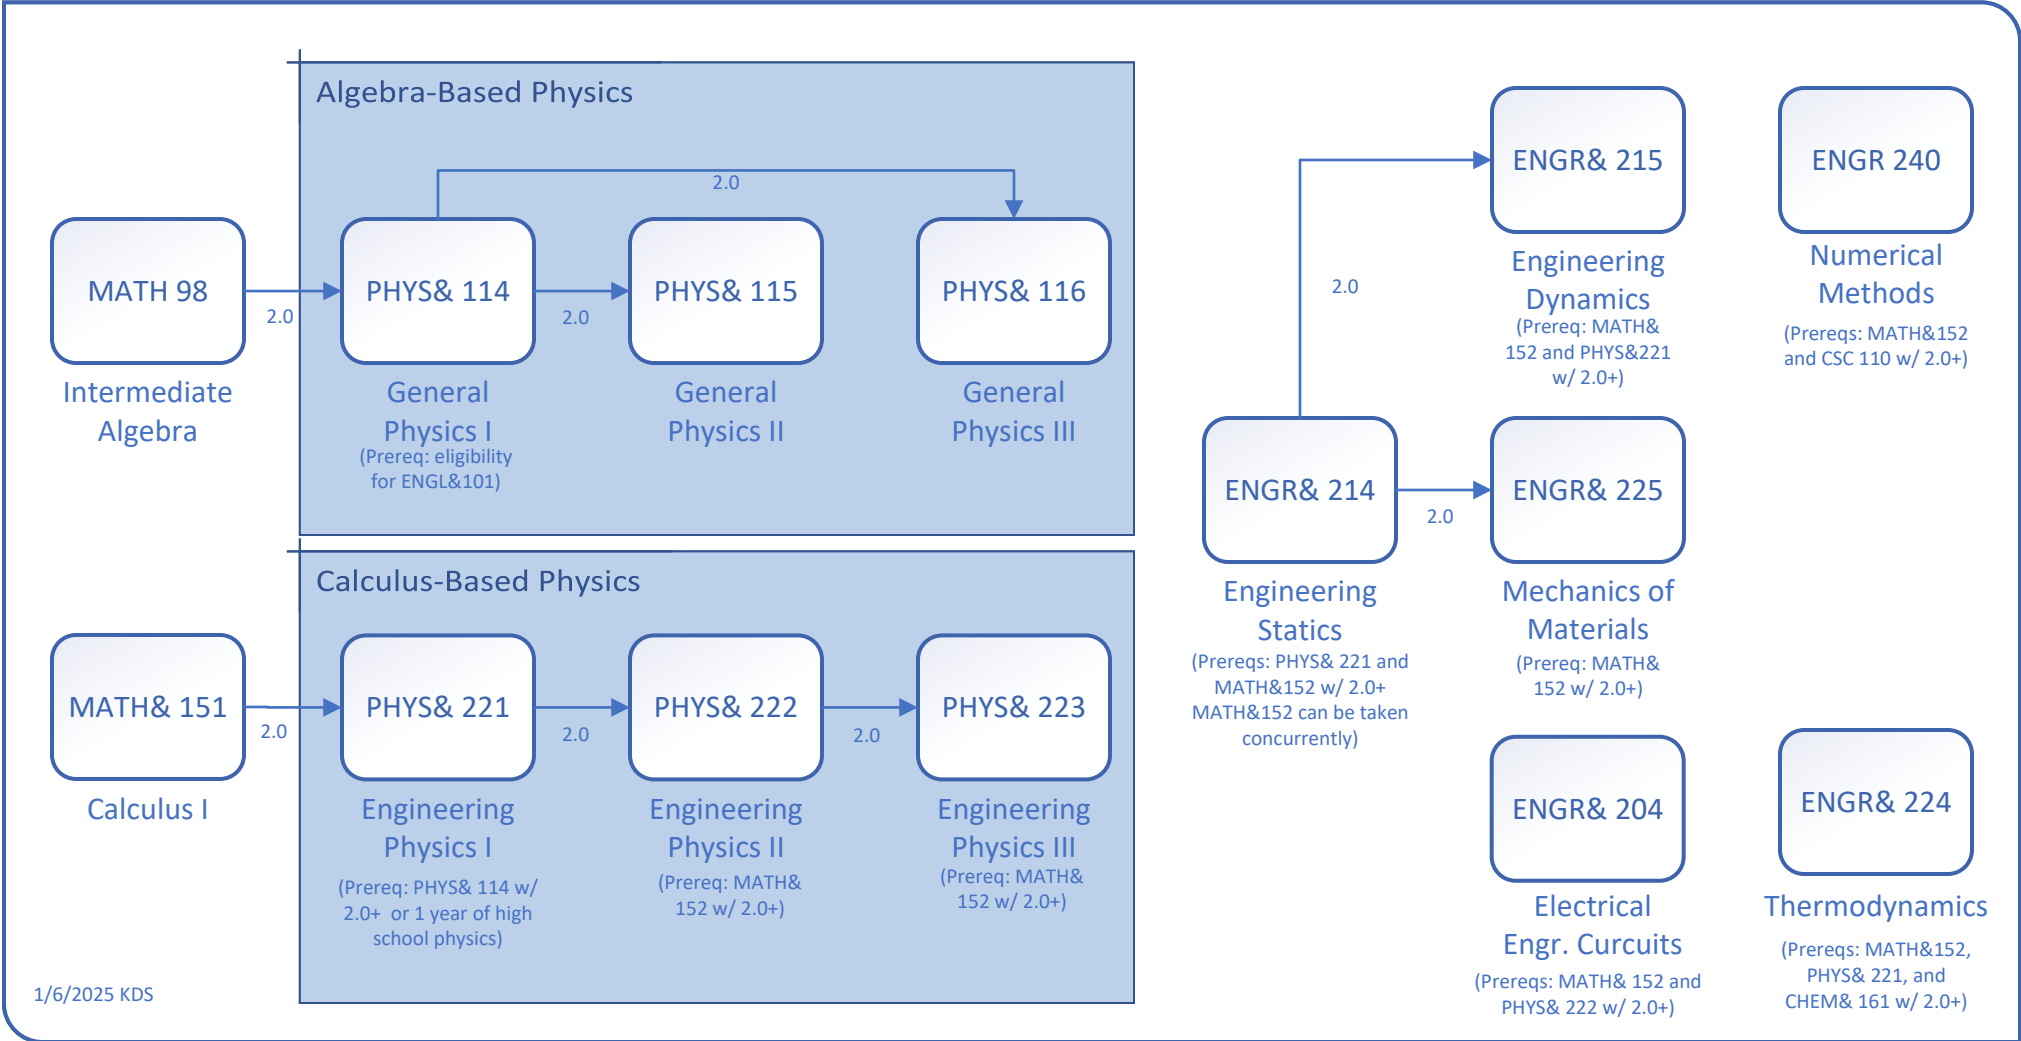 Algebra-Based Physics
2.0
MATH 98
2.0
Intermediate
Algebra
PHYS& 114
2.0
General
Physics I
(Prereq: eligibility
for ENGL&101)
PHYS& 115
General
Physics II
PHYS& 116
General
Physics III
Calculus-Based Physics
MATH& 151
2.0
Calculus I
PHYS& 221
2.0
Engineering
Physics I
(Prereq: PHYS& 114 w/
2.0+ or 1 year of high
school physics)
PHYS& 222
2.0
Engineering
Physics II
(Prereq: MATH&
152 w/ 2.0+)
PHYS& 223
Engineering
Physics III
(Prereq: MATH&
152 w/ 2.0+)
ENGR& 214
2.0
2.0
Engineering
Statics
(Prereqs: PHYS& 221 and
MATH&152 w/ 2.0+
MATH&152 can be taken
concurrently)
ENGR& 215
Engineering
Dynamics
(Prereq: MATH&
152 and PHYS&221
w/ 2.0+)
ENGR 240
Numerical
Methods
(Prereqs: MATH&152
and CSC 110 w/ 2.0+)
ENGR& 225
Mechanics of
Materials
(Prereq: MATH&
152 w/ 2.0+)
ENGR& 204
Electrical
Engr. Curcuits
(Prereqs: MATH& 152 and
PHYS& 222 w/ 2.0+)
ENGR& 224
Thermodynamics
(Prereqs: MATH&152,
PHYS& 221, and
CHEM& 161 w/ 2.0+)
1/6/2025 KDS